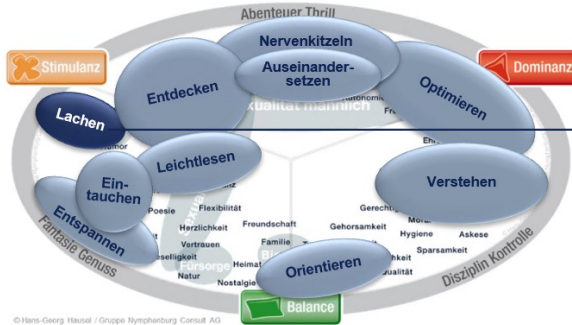 Abenteuer Thrill
Nervenkitzeln
Stimulanz
Dominanz
Auseinander-
setzen
Entdecken
Optimieren
Lachen
Leichtlesen
Ein-
tauchen
Verstehen
Entspannen
Poesie
Flexibilität
Herzlichkeit
Freundschaft
Gehorsamkeit
Hygiene
Askese
Vertrauen
Familie
Sparsamkeit
Fürsorge
Heimat
Orientieren
Natur
Nostalgie
Fantasie Genuss
Disziplin Kontrolle
Balance
© Hans-Georg Häusel / Gruppe Nymphenburg Consult AG